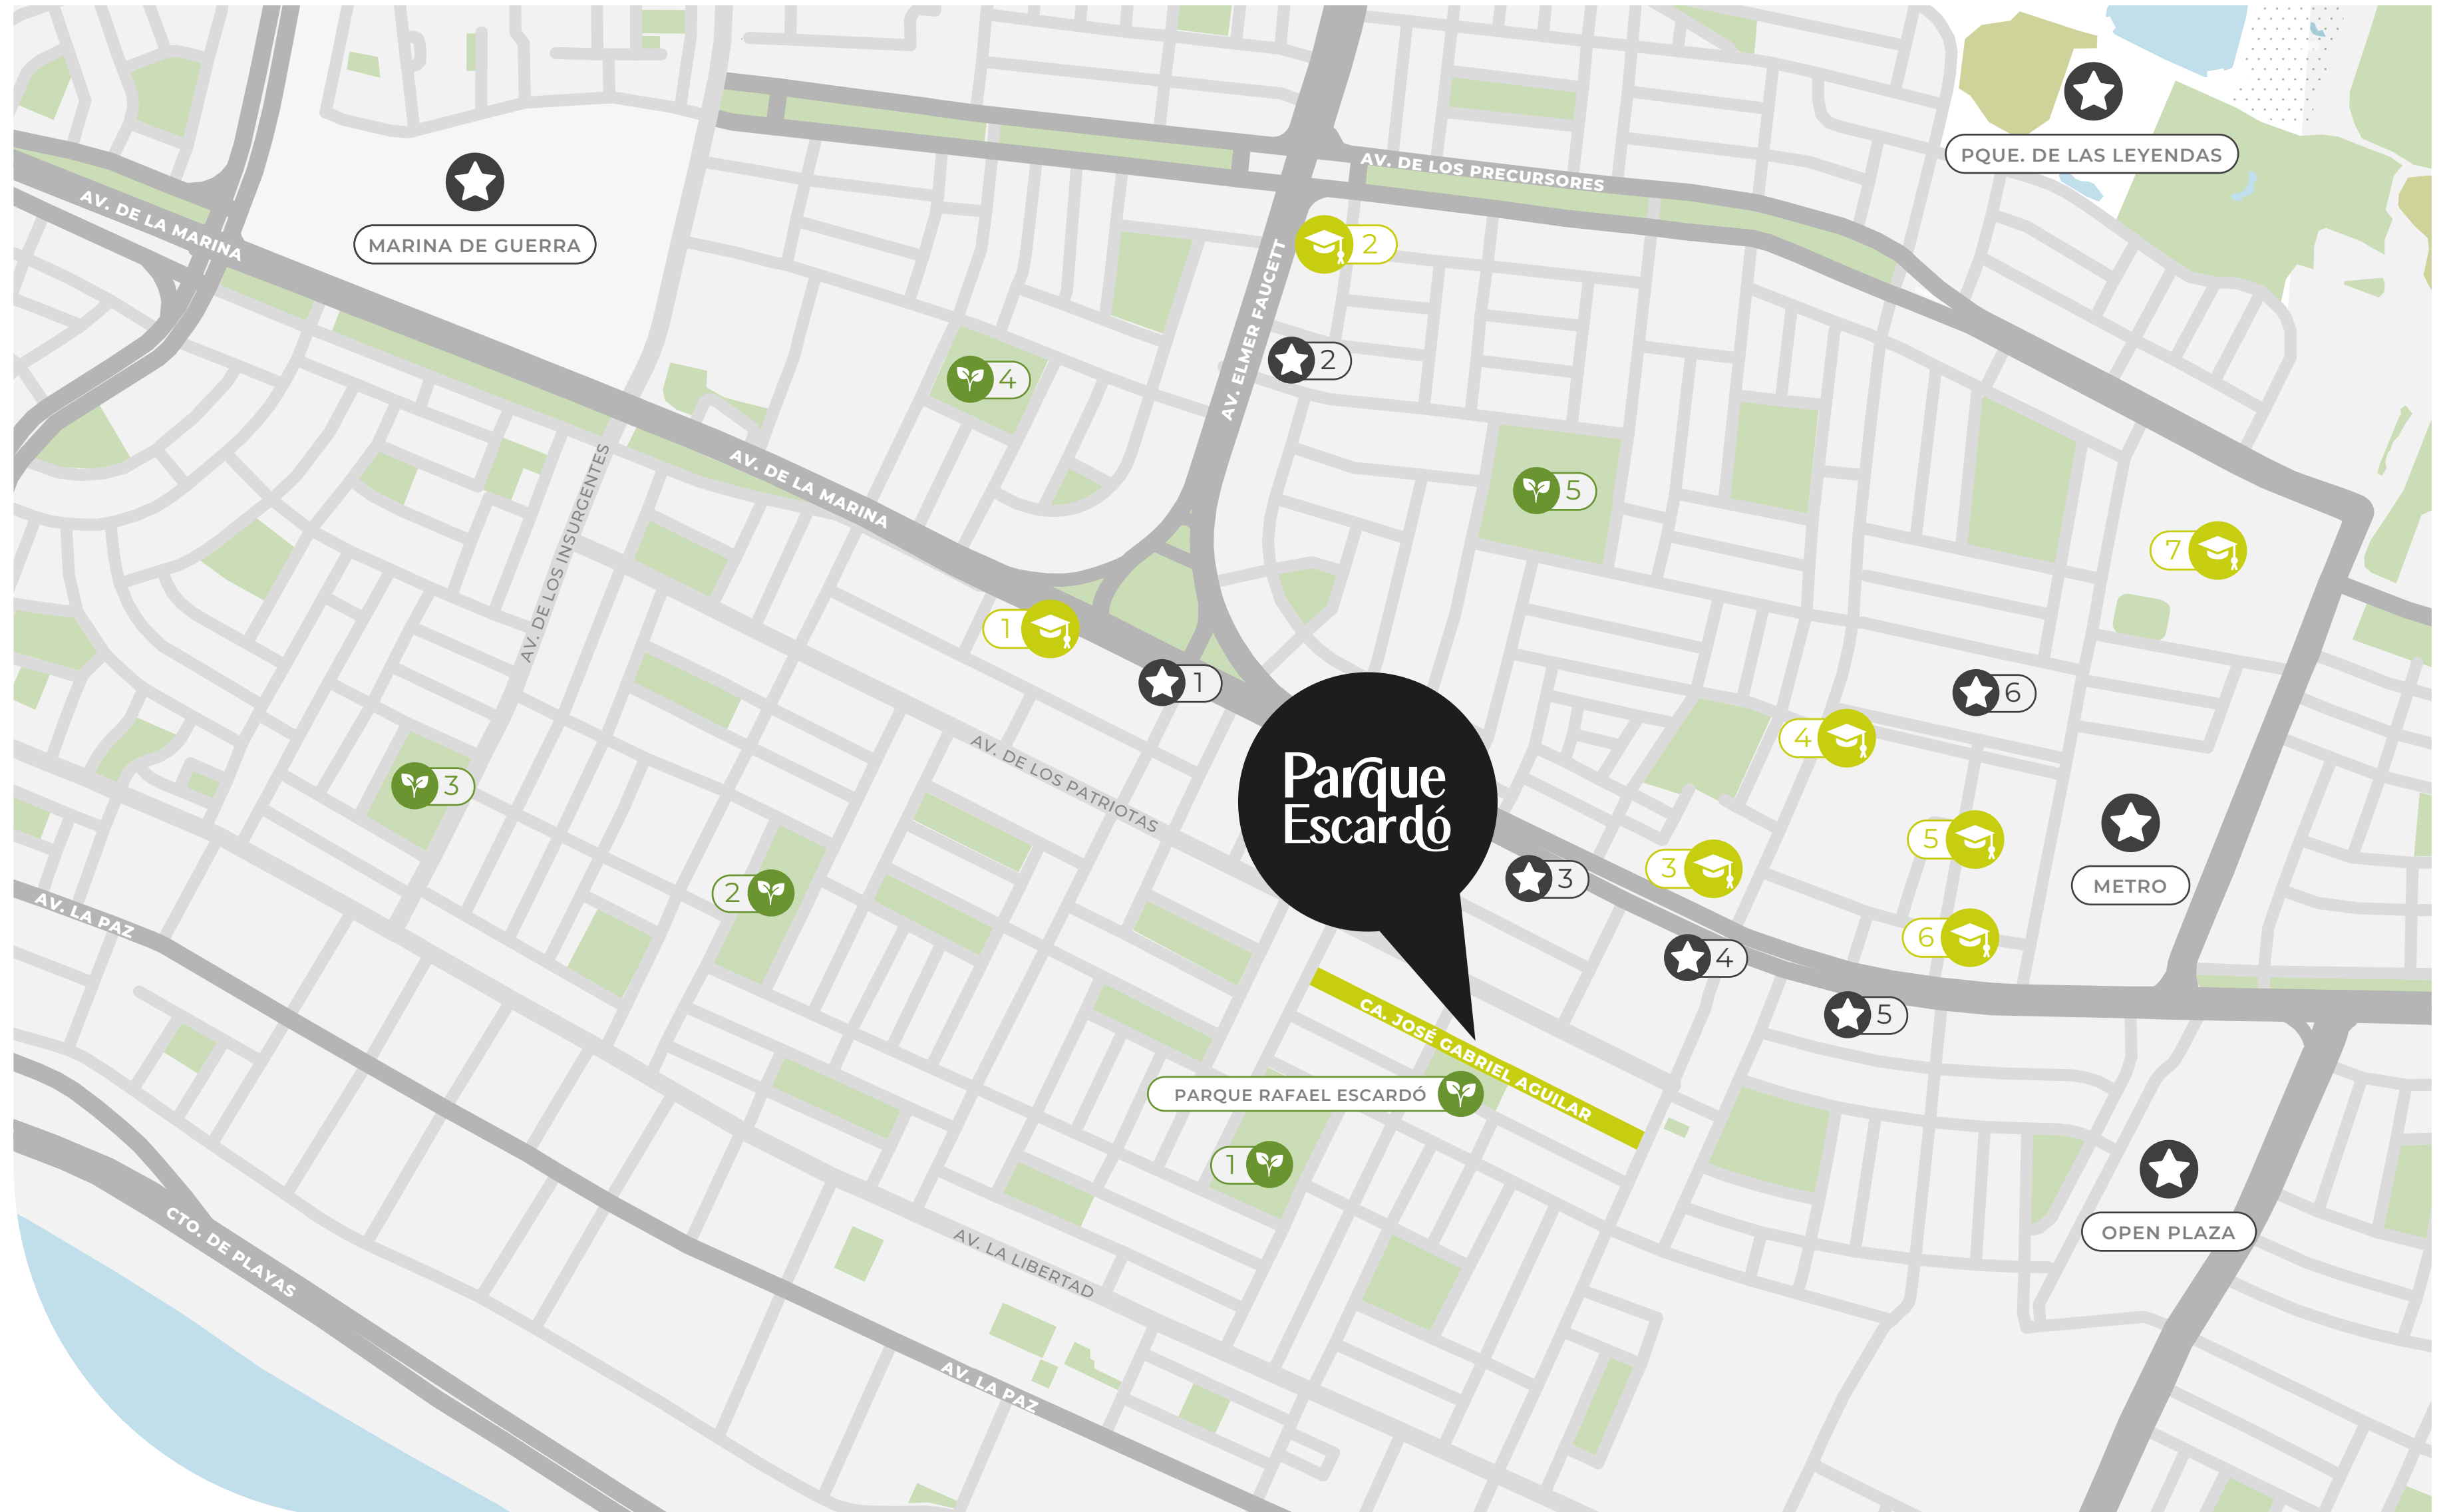 PQUE. DE LAS LEYENDAS
AV. DE LOS PRECURSORES
AV. DE LA MARINA
MARINA DE GUERRA
2
AV. ELMER FAUCETT
2
4
AV. DE LOS INSURGENTES
AV. DE LA MARINA
5
7
1
1
6
4
AV. DE LOS PATRIOTAS
3
Parque
Escardó
5
3
3
METRO
2
AV. LA PAZ
6
4
5
CA. JOSÉ GABRIEL AGUILAR
PARQUE RAFAEL ESCARDÓ
1
OPEN PLAZA
CTO. DE PLAYAS
AV. LA LIBERTAD
AV. LA PAZ